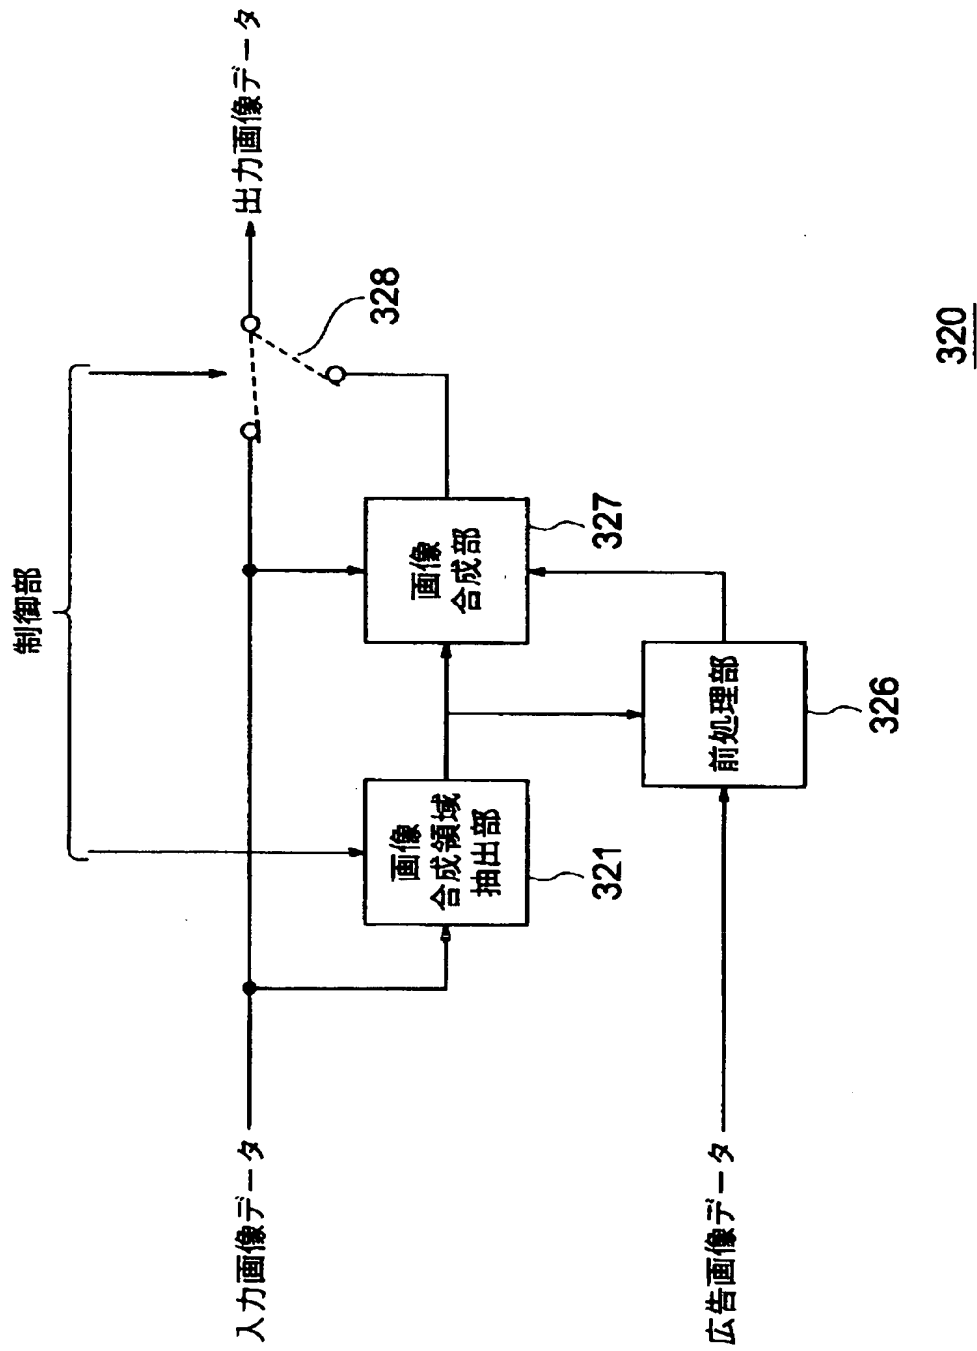 制御部
入力画像データ
出力画像データ
328
画像
合成領域
抽出部
321
画像
合成部
327
前処理部
326
広告画像データ
320